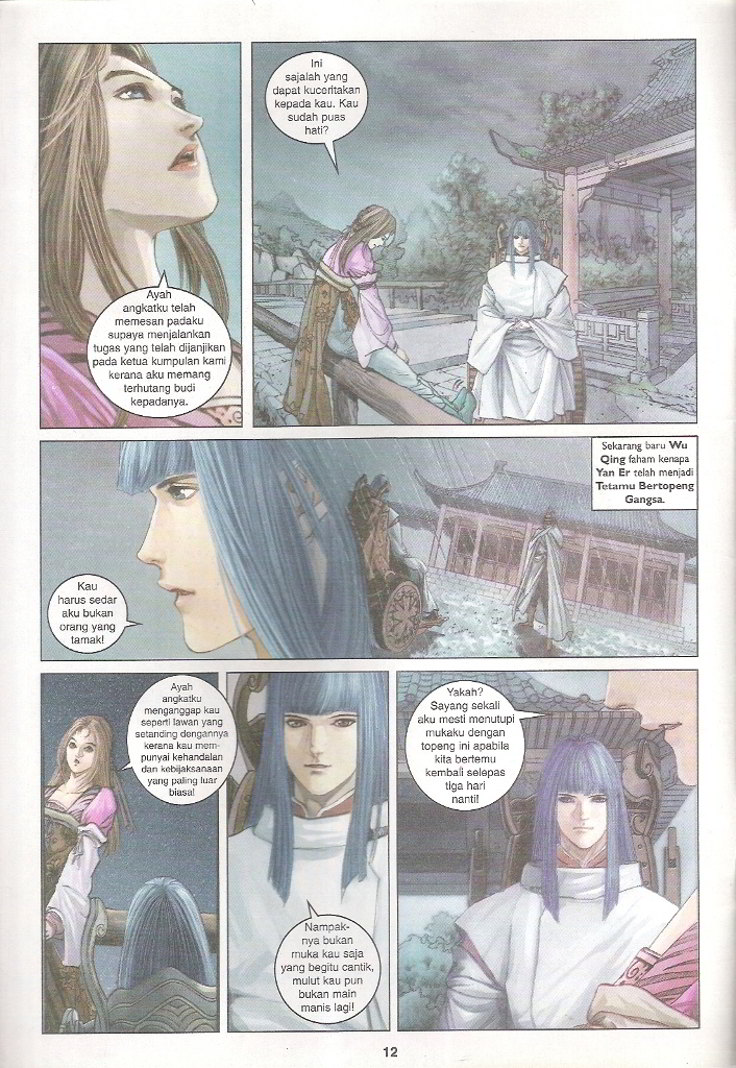 Ayah
angkatku telah
memesan padaku
supaya menjalankan
tugas yang telah dijanjikan
pada ketua kumpulan kami
kerana aku memang
terhutang budi
kepadanya.
Ini
sajalah yang
dapat kuceritakan
kepada kau. Kau
sudah puas
hati?
Kau
harus sedar
aku bukan
orang yang
tamak!
Sekarang baru Wu
Qing faham kenapa
Yan Er telah menjadi
Tetamu Bertopeng
Gangsa.
Ayah
angkatku
menganggap kau
seperti lawan yang
setanding dengannya
kerana kau mem-
punyai kehandalan
dan kebijaksanaan
yang paling luar
biasa!
Nampak-
nya bukan
muka kau saja
yang begitu cantik,
mulut kau pun
bukan main
manis lagi!
Yakah?
Sayang sekali
aku mesti menutupi
mukaku dengan
topeng ini apabila
kita bertemu
kembali selepas
tiga hari
nanti!
12